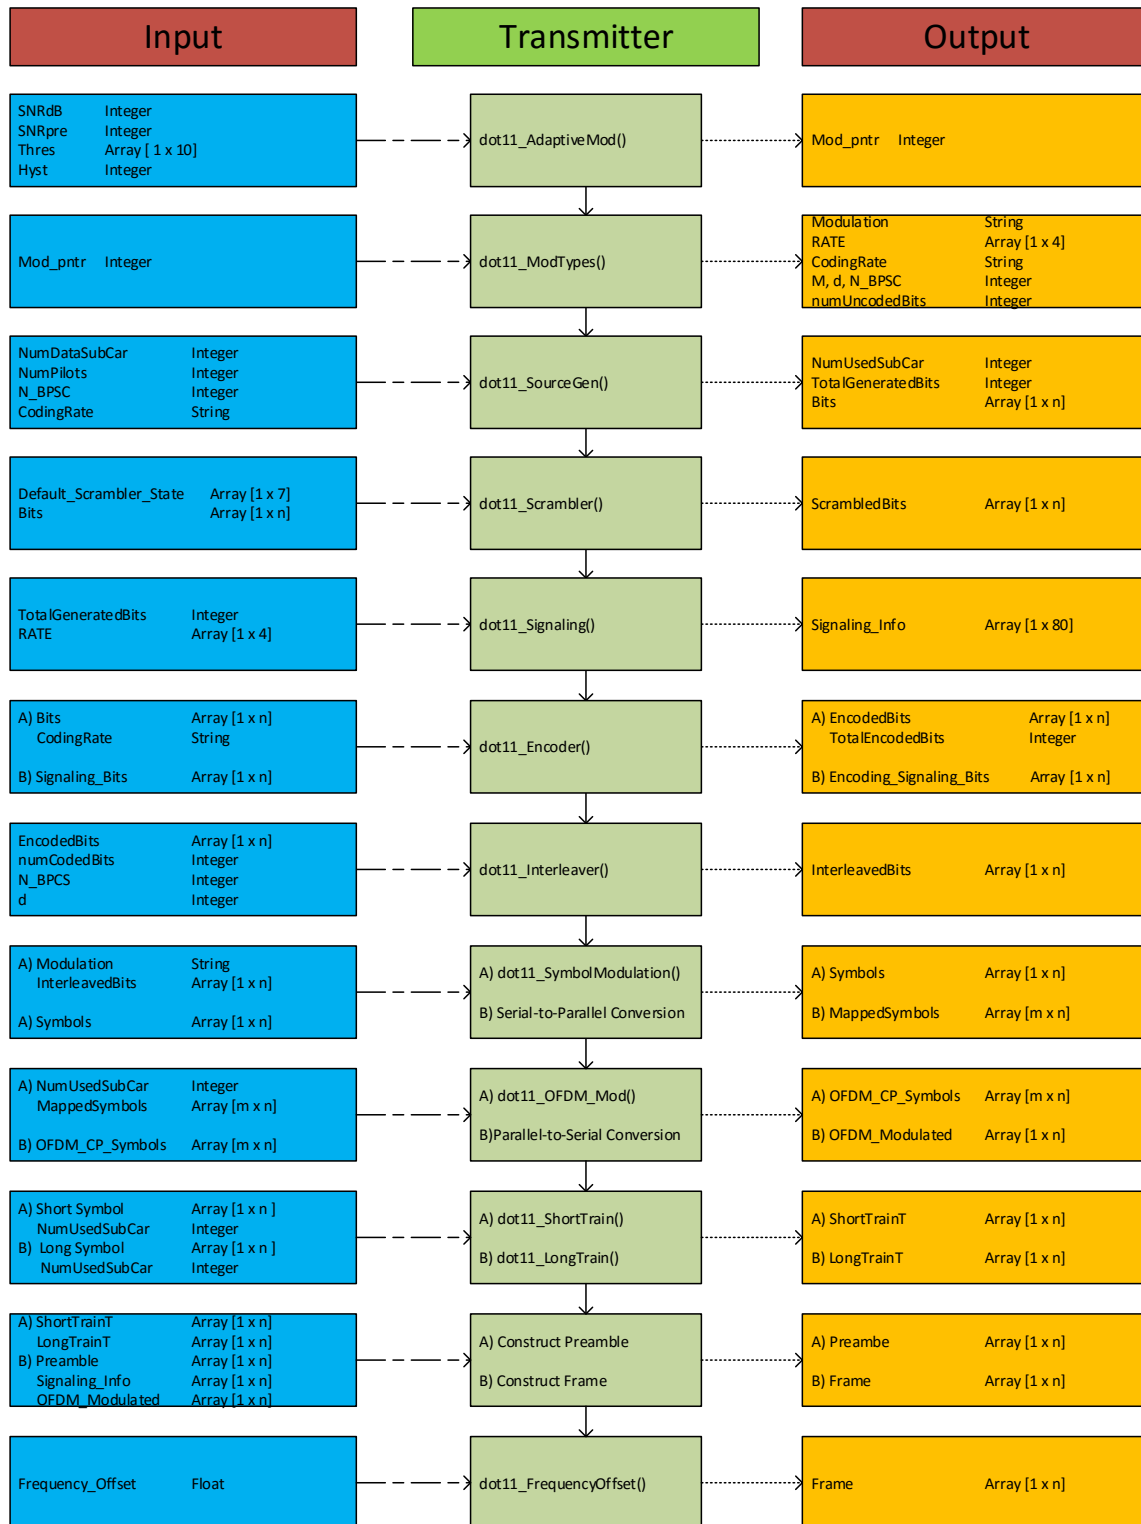 Input Transmitter Output
SNRdB Integer
SNRpre Integer
Thres Array [ 1 x 10]
Hyst Integer
dot11_AdaptiveMod()
Mod_pntr Integer
Mod_pntr Integer
dot11_ModTypes()
Modulation String
RATE Array [1 x 4]
CodingRate String
M, d, N_BPSC Integer
numUncodedBits Integer
NumDataSubCar Integer
NumPilots Integer
N_BPSC Integer
CodingRate String
dot11_SourceGen()
NumUsedSubCar Integer
TotalGeneratedBits Integer
Bits Array [1 x n]
Default_Scrambler_State Array [1 x 7]
Bits Array [1 x n]
dot11_Scrambler()
ScrambledBits Array [1 x n]
TotalGeneratedBits Integer
RATE Array [1 x 4]
dot11_Signaling()
Signaling_Info Array [1 x 80]
A) Bits Array [1 x n]
CodingRate String
B) Signaling_Bits Array [1 x n]
dot11_Encoder()
A) EncodedBits Array [1 x n]
TotalEncodedBits Integer
B) Encoding_Signaling_Bits Array [1 x n]
EncodedBits Array [1 x n]
numCodedBits Integer
N_BPCS Integer
d Integer
dot11_Interleaver()
InterleavedBits Array [1 x n]
A) Modulation String
InterleavedBits Array [1 x n]
A) Symbols Array [1 x n]
A) dot11_SymbolModulation()
B) Serial-to-Parallel Conversion
A) Symbols Array [1 x n]
B) MappedSymbols Array [m x n]
A) NumUsedSubCar Integer
MappedSymbols Array [m x n]
B) OFDM_CP_Symbols Array [m x n]
A) dot11_OFDM_Mod()
B)Parallel-to-Serial Conversion
A) OFDM_CP_Symbols Array [m x n]
B) OFDM_Modulated Array [1 x n]
A) Short Symbol Array [1 x n ]
NumUsedSubCar Integer
B) Long Symbol Array [1 x n ]
NumUsedSubCar Integer
A) dot11_ShortTrain()
B) dot11_LongTrain()
A) ShortTrainT Array [1 x n]
B) LongTrainT Array [1 x n]
A) ShortTrainT Array [1 x n]
LongTrainT Array [1 x n]
B) Preamble Array [1 x n]
Signaling_Info Array [1 x n]
OFDM_Modulated Array [1 x n]
A) Construct Preamble
B) Construct Frame
A) Preambe Array [1 x n]
B) Frame Array [1 x n]
Frequency_Offset Float
dot11_FrequencyOffset()
Frame Array [1 x n]